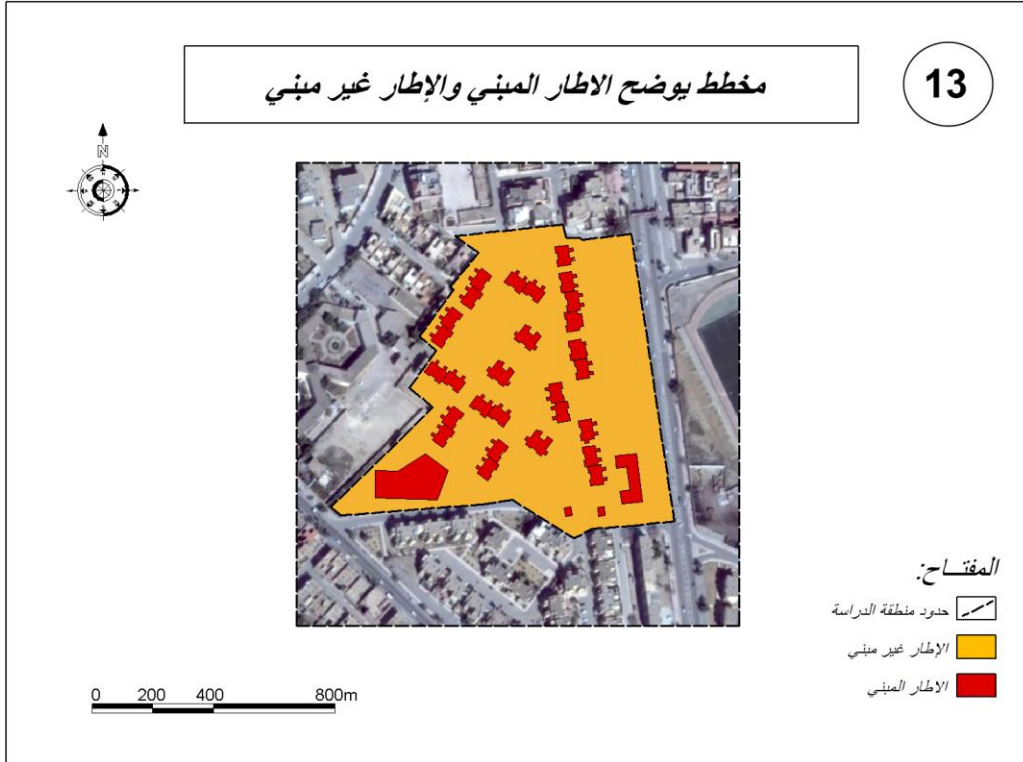 13
مخطط يوضح الاطار المبني والإطار غير مبني
N
المفتــاح:
حدود منطقة الدراسة
الإطار غير مبني
الاطار المبني
0 200 400 800m